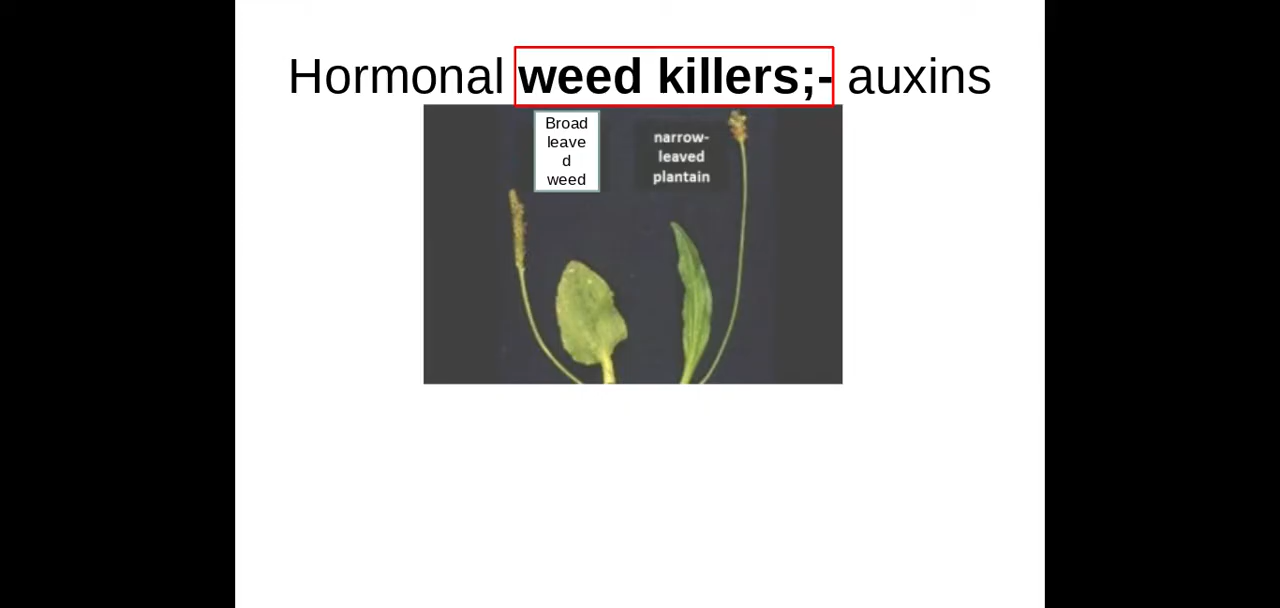 Hormonal weed killers;- auxins
Broad
leave
d
weed
narrow-
leaved
plantain